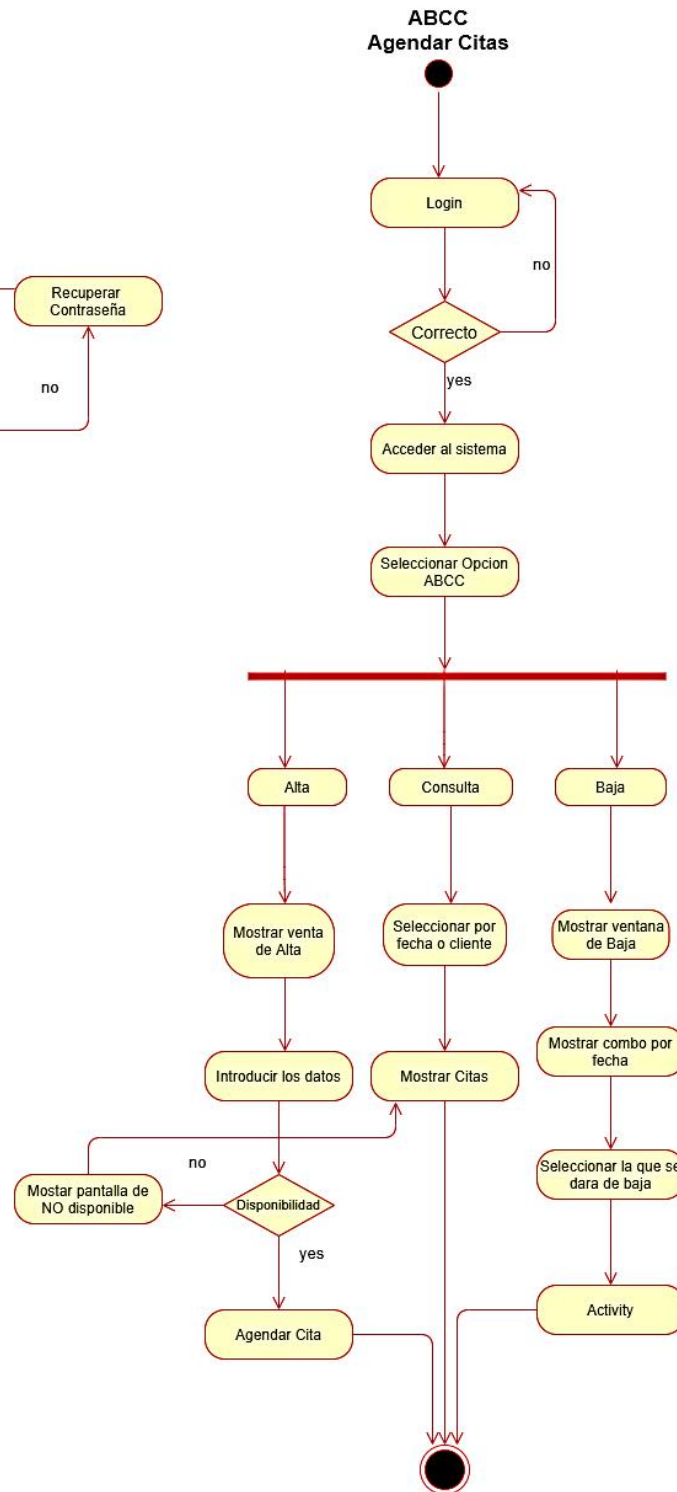 ABCC
Agendar Citas
Login
no
Recuperar
Contraseña
Correcto
no
yes
Acceder al sistema
Seleccionar Opcion
ABCC
Alta
Consulta
Baja
Mostrar venta
de Alta
Seleccionar por
fecha o cliente
Mostrar ventana
de Baja
Mostrar combo por
fecha
Introducir los datos
Mostrar Citas
no
Seleccionar la que se
dara de baja
Mostar pantalla de
NO disponible
Disponibilidad
yes
Agendar Cita
Activity